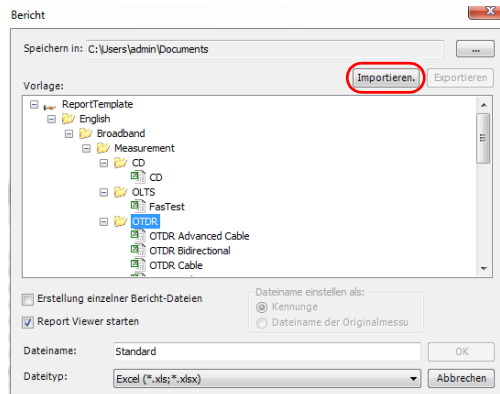 Bericht
Speichern in: C:\Users\admin\Documents
...
Importieren. Exportieren
Vorlage:
ReportTemplate
English
Broadband
Measurement
CD
CD
OLTS
FasTest
OTDR
OTDR Advanced Cable
OTDR Bidirectional
OTDR Cable
Erstellung einzelner Bericht-Dateien
Dateiname einstellen als:
Kennunge
Report Viewer starten
Dateiname der Originalmessu
Dateiname: Standard
OK
Dateityp: Excel (*.xls;*.xlsx)
Abbrechen